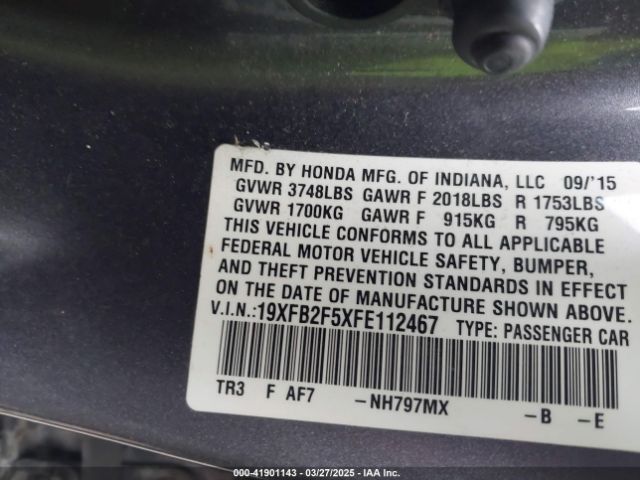 MFD. BY HONDA MFG. OF INDIANA, LLC 09/'15
GVWR 3748LBS GAWR F 2018LBS R 1753LBS
GVWR 1700KG GAWR F 915KG R 795KG
THIS VEHICLE CONFORMS TO ALL APPLICABLE
FEDERAL MOTOR VEHICLE SAFETY, BUMPER,
AND THEFT PREVENTION STANDARDS IN EFFECT
ON THE DATE OF MANUFACTURE SHOWN ABOVE.
V.I.N.:19XFB2F5XFE112467 TYPE: PASSENGER CAR
TR3 F AF7 -NH797MX -B -E
000-41901143 | 03/27/2025 | IAA Inc.